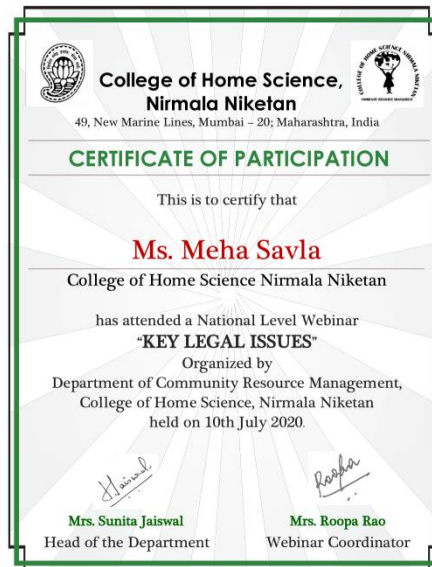 College of Home Science,
Nirmala Niketan
49, New Marine Lines, Mumbai – 20; Maharashtra, India
CERTIFICATE OF PARTICIPATION
This is to certify that
Ms. Meha Savla
College of Home Science Nirmala Niketan
has attended a National Level Webinar
“KEY LEGAL ISSUES”
Organized by
Department of Community Resource Management,
College of Home Science, Nirmala Niketan
held on 10th July 2020.
Jaiswal
Roopa
Mrs. Sunita Jaiswal
Mrs. Roopa Rao
Head of the Department
Webinar Coordinator